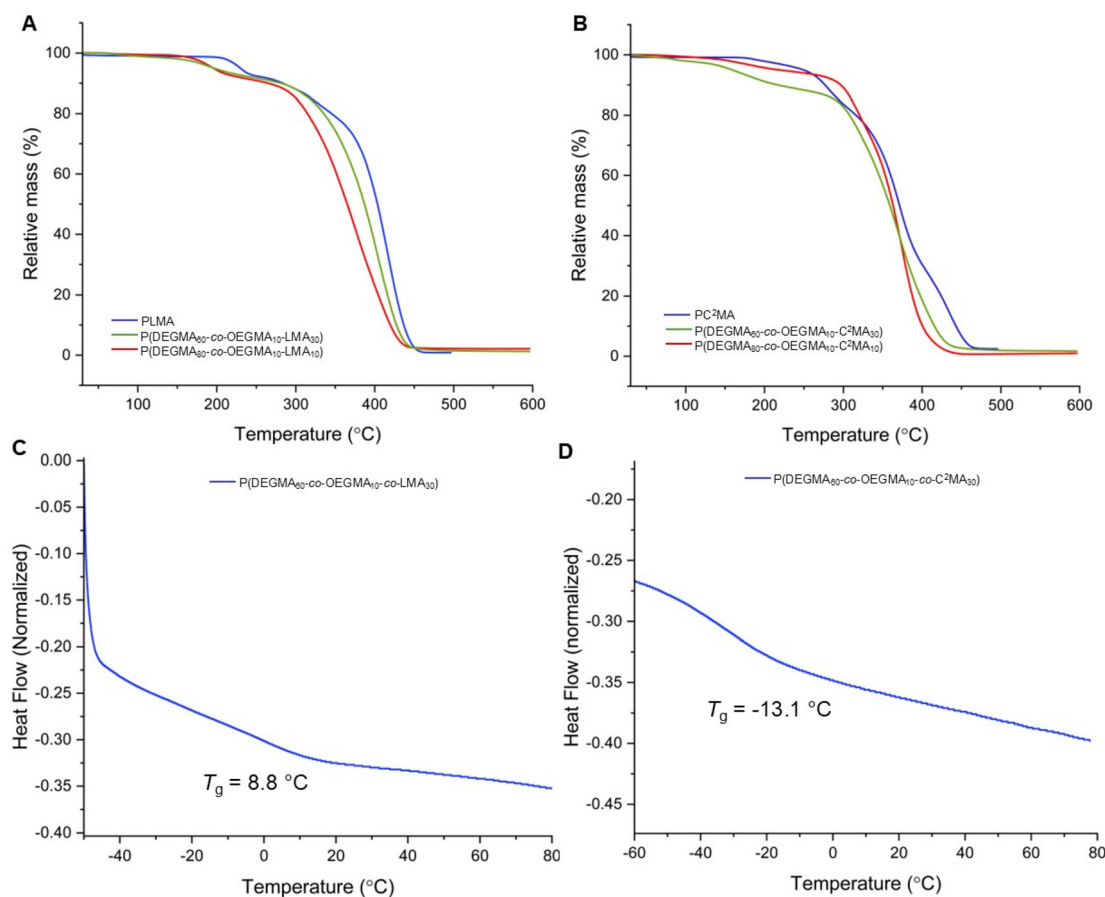 A
Relative mass (%)
100
80
60
40
20
0
PLMA
P(DEGMA₆₀-co-OEGMA₁₀-LMA₃₀)
P(DEGMA₈₀-co-OEGMA₁₀-LMA₁₀)
100 200 300 400 500 600
Temperature (°C)
B
Relative mass (%)
100
80
60
40
20
0
PC²MA
P(DEGMA₆₀-co-OEGMA₁₀-C²MA₃₀)
P(DEGMA₈₀-co-OEGMA₁₀-C²MA₁₀)
100 200 300 400 500 600
Temperature (°C)
C
Heat Flow (Normalized)
0.00
-0.05
-0.10
-0.15
-0.20
-0.25
-0.30
-0.35
-0.40
P(DEGMA₆₀-co-OEGMA₁₀-co-LMA₃₀)
Tg = 8.8 °C
-40 -20 0 20 40 60 80
Temperature (°C)
D
Heat Flow (normalized)
-0.20
-0.25
-0.30
-0.35
-0.40
-0.45
P(DEGMA₆₀-co-OEGMA₁₀-co-C²MA₃₀)
Tg = -13.1 °C
-60 -40 -20 0 20 40 60 80
Temperature (°C)